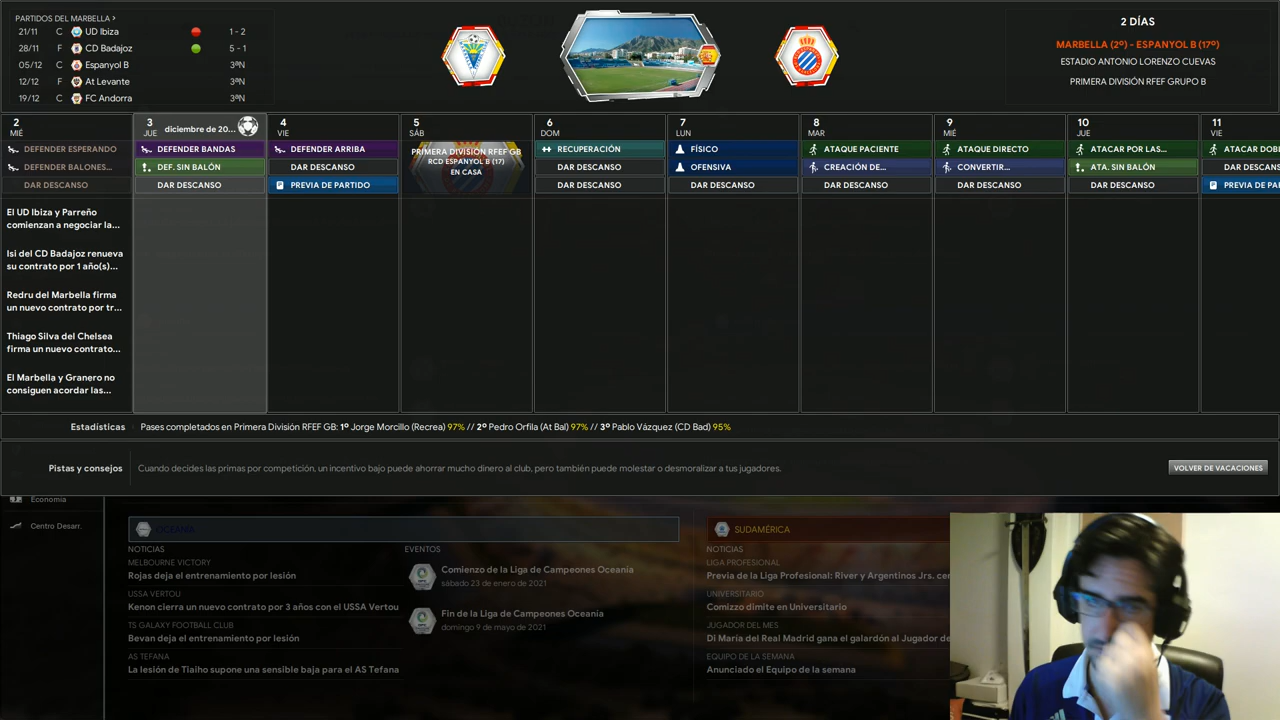 PARTIDOS DEL MARBELLA >
21/11 C UD Ibiza 1 - 2
28/11 F CD Badajoz 5 - 1
05/12 C Espanyol B 3ªN
12/12 F At Levante 3ªN
19/12 C FC Andorra 3ªN
2 DÍAS
MARBELLA (2º) - ESPANYOL B (17º)
ESTADIO ANTONIO LORENZO CUEVAS
PRIMERA DIVISIÓN RFEF GRUPO B
2
MIÉ
DEFENDER ESPERANDO
DEFENDER BALONES...
DAR DESCANSO
El UD Ibiza y Parreño
comienzan a negociar la...
Isi del CD Badajoz renueva
su contrato por 1 año(s)...
Redru del Marbella firma
un nuevo contrato por tr...
Thiago Silva del Chelsea
firma un nuevo contrato...
El Marbella y Granero no
consiguen acordar las...
3
JUE diciembre de 20...
DEFENDER BANDAS
DEF. SIN BALÓN
DAR DESCANSO
4
VIE
DEFENDER ARRIBA
DAR DESCANSO
PREVIA DE PARTIDO
5
SÁB
PRIMERA DIVISIÓN RFEF GB
RCD ESPANYOL B (17)
EN CASA
6
DOM
RECUPERACIÓN
DAR DESCANSO
DAR DESCANSO
7
LUN
FÍSICO
OFENSIVA
DAR DESCANSO
8
MAR
ATAQUE PACIENTE
CREACIÓN DE...
DAR DESCANSO
9
MIÉ
ATAQUE DIRECTO
CONVERTIR...
DAR DESCANSO
10
JUE
ATACAR POR LAS...
ATA. SIN BALÓN
DAR DESCANSO
11
VIE
ATACAR DOBL
DAR DESCANS
PREVIA DE PAR
Estadísticas Pases completados en Primera División RFEF GB: 1º Jorge Morcillo (Recrea) 97% // 2º Pedro Orfila (At Bal) 97% // 3º Pablo Vázquez (CD Bad) 95%
Pistas y consejos Cuando decides las primas por competición, un incentivo bajo puede ahorrar mucho dinero al club, pero también puede molestar o desmoralizar a tus jugadores.
VOLVER DE VACACIONES
Economía
Centro Desarr.
OCEANÍA
NOTICIAS
MELBOURNE VICTORY
Rojas deja el entrenamiento por lesión
USSA VERTOU
Kenon cierra un nuevo contrato por 3 años con el USSA Vertou
TS GALAXY FOOTBALL CLUB
Bevan deja el entrenamiento por lesión
AS TEFANA
La lesión de Tiaiho supone una sensible baja para el AS Tefana
EVENTOS
Comienzo de la Liga de Campeones Oceanía
sábado 23 de enero de 2021
Fin de la Liga de Campeones Oceanía
domingo 9 de mayo de 2021
SUDAMÉRICA
NOTICIAS
LIGA PROFESIONAL
Previa de la Liga Profesional: River y Argentinos Jrs. cer
UNIVERSITARIO
Comizzo dimite en Universitario
JUGADOR DEL MES
Di María del Real Madrid gana el galardón al Jugador de
EQUIPO DE LA SEMANA
Anunciado el Equipo de la semana